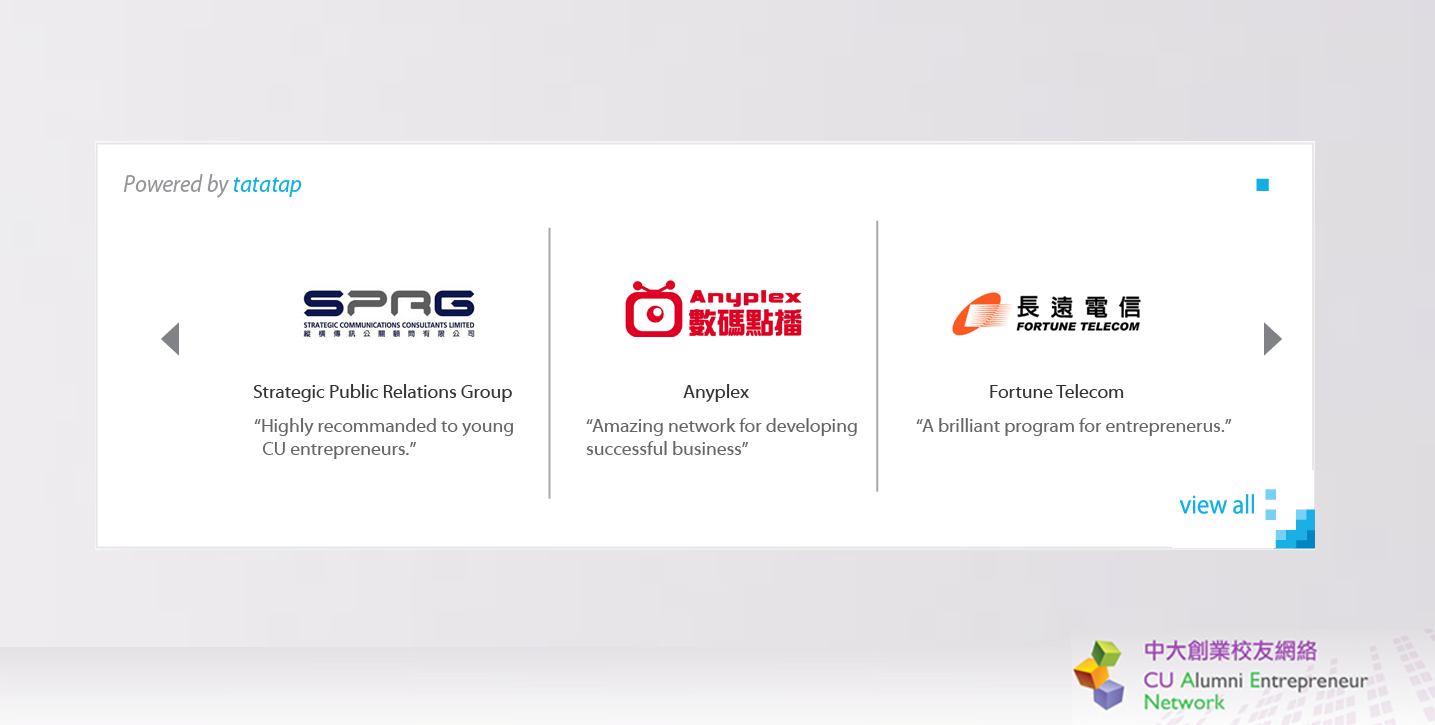 Powered by tatatap
SPRG
STRATEGIC COMMUNICATIONS CONSULTANTS LIMITED
縱橫傳訊公關顧問有限公司
Anyplex
數碼點播
長遠電信
FORTUNE TELECOM
Strategic Public Relations Group
“Highly recommanded to young
CU entrepreneurs.”
Anyplex
“Amazing network for developing
successful business”
Fortune Telecom
“A brilliant program for entreprenerus.”
view all
中大創業校友網絡
CU Alumni Entrepreneur
Network